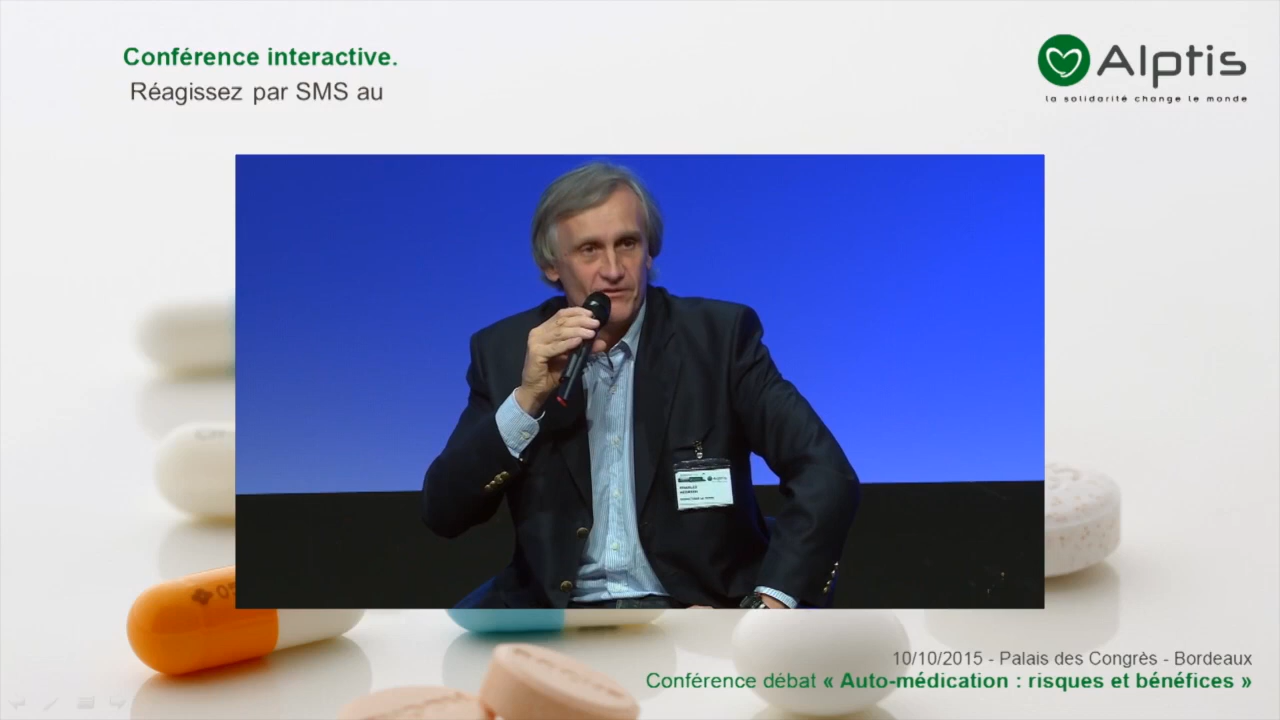 Conférence interactive.
Réagissez par SMS au
Alptis
la solidarité change le monde
Alptis
10/10/2015 - Palais des Congrès - Bordeaux
Conférence débat « Auto-médication : risques et bénéfices »